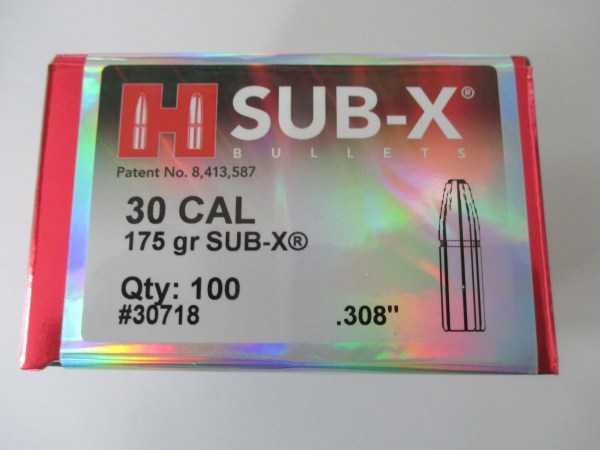 H SUB-X®
BULLETS
Patent No. 8,413,587
30 CAL
175 gr SUB-X®
Qty: 100
#30718
.308"